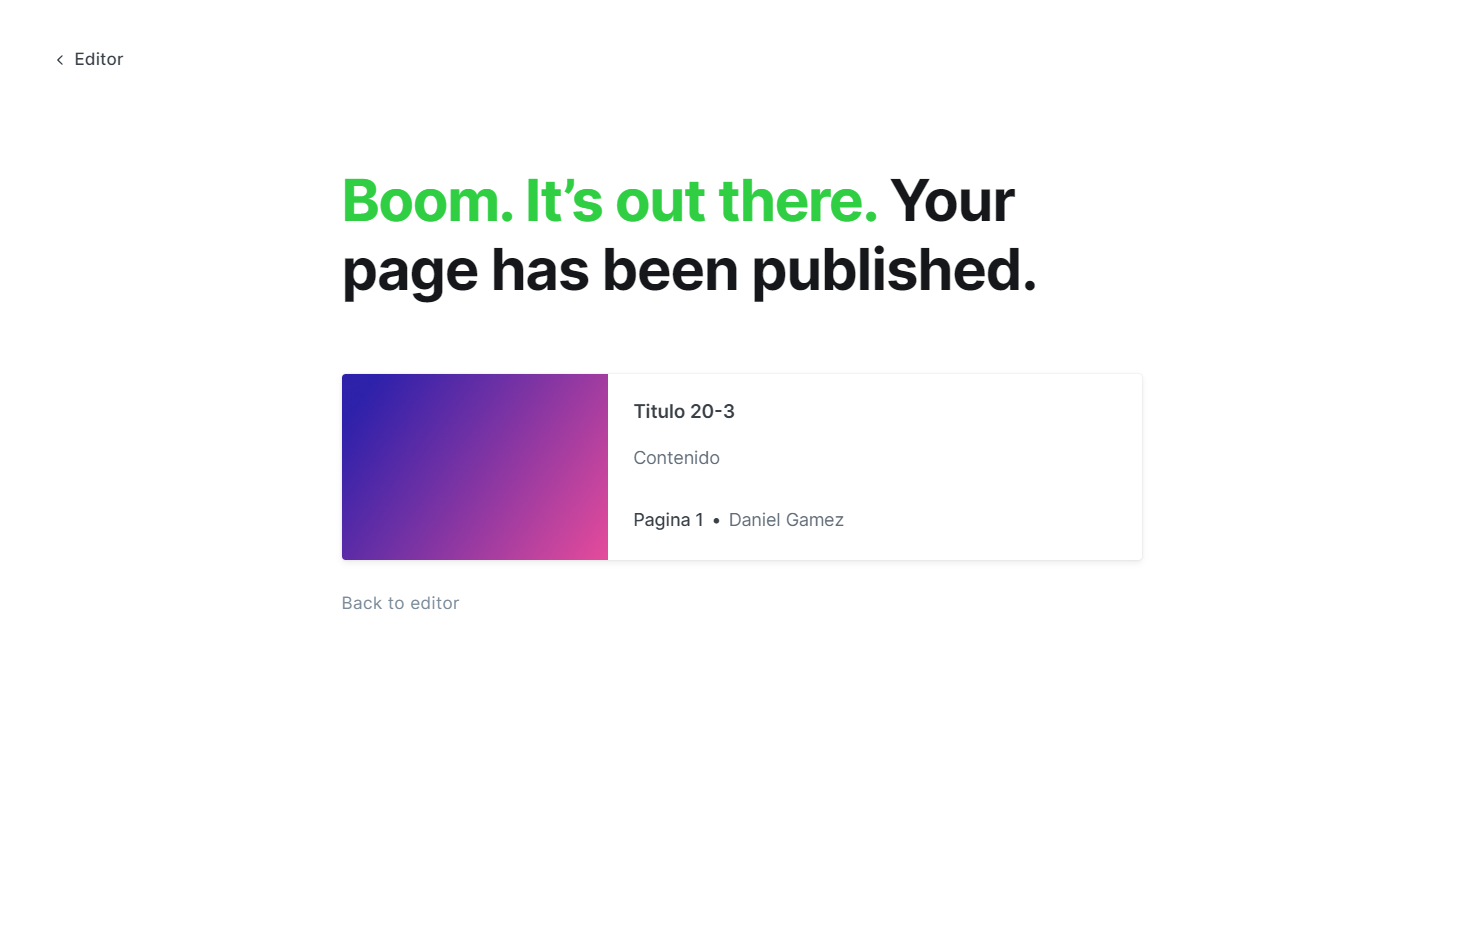 Editor
Boom. It’s out there. Your
page has been published.
Titulo 20-3
Contenido
Pagina 1 • Daniel Gamez
Back to editor